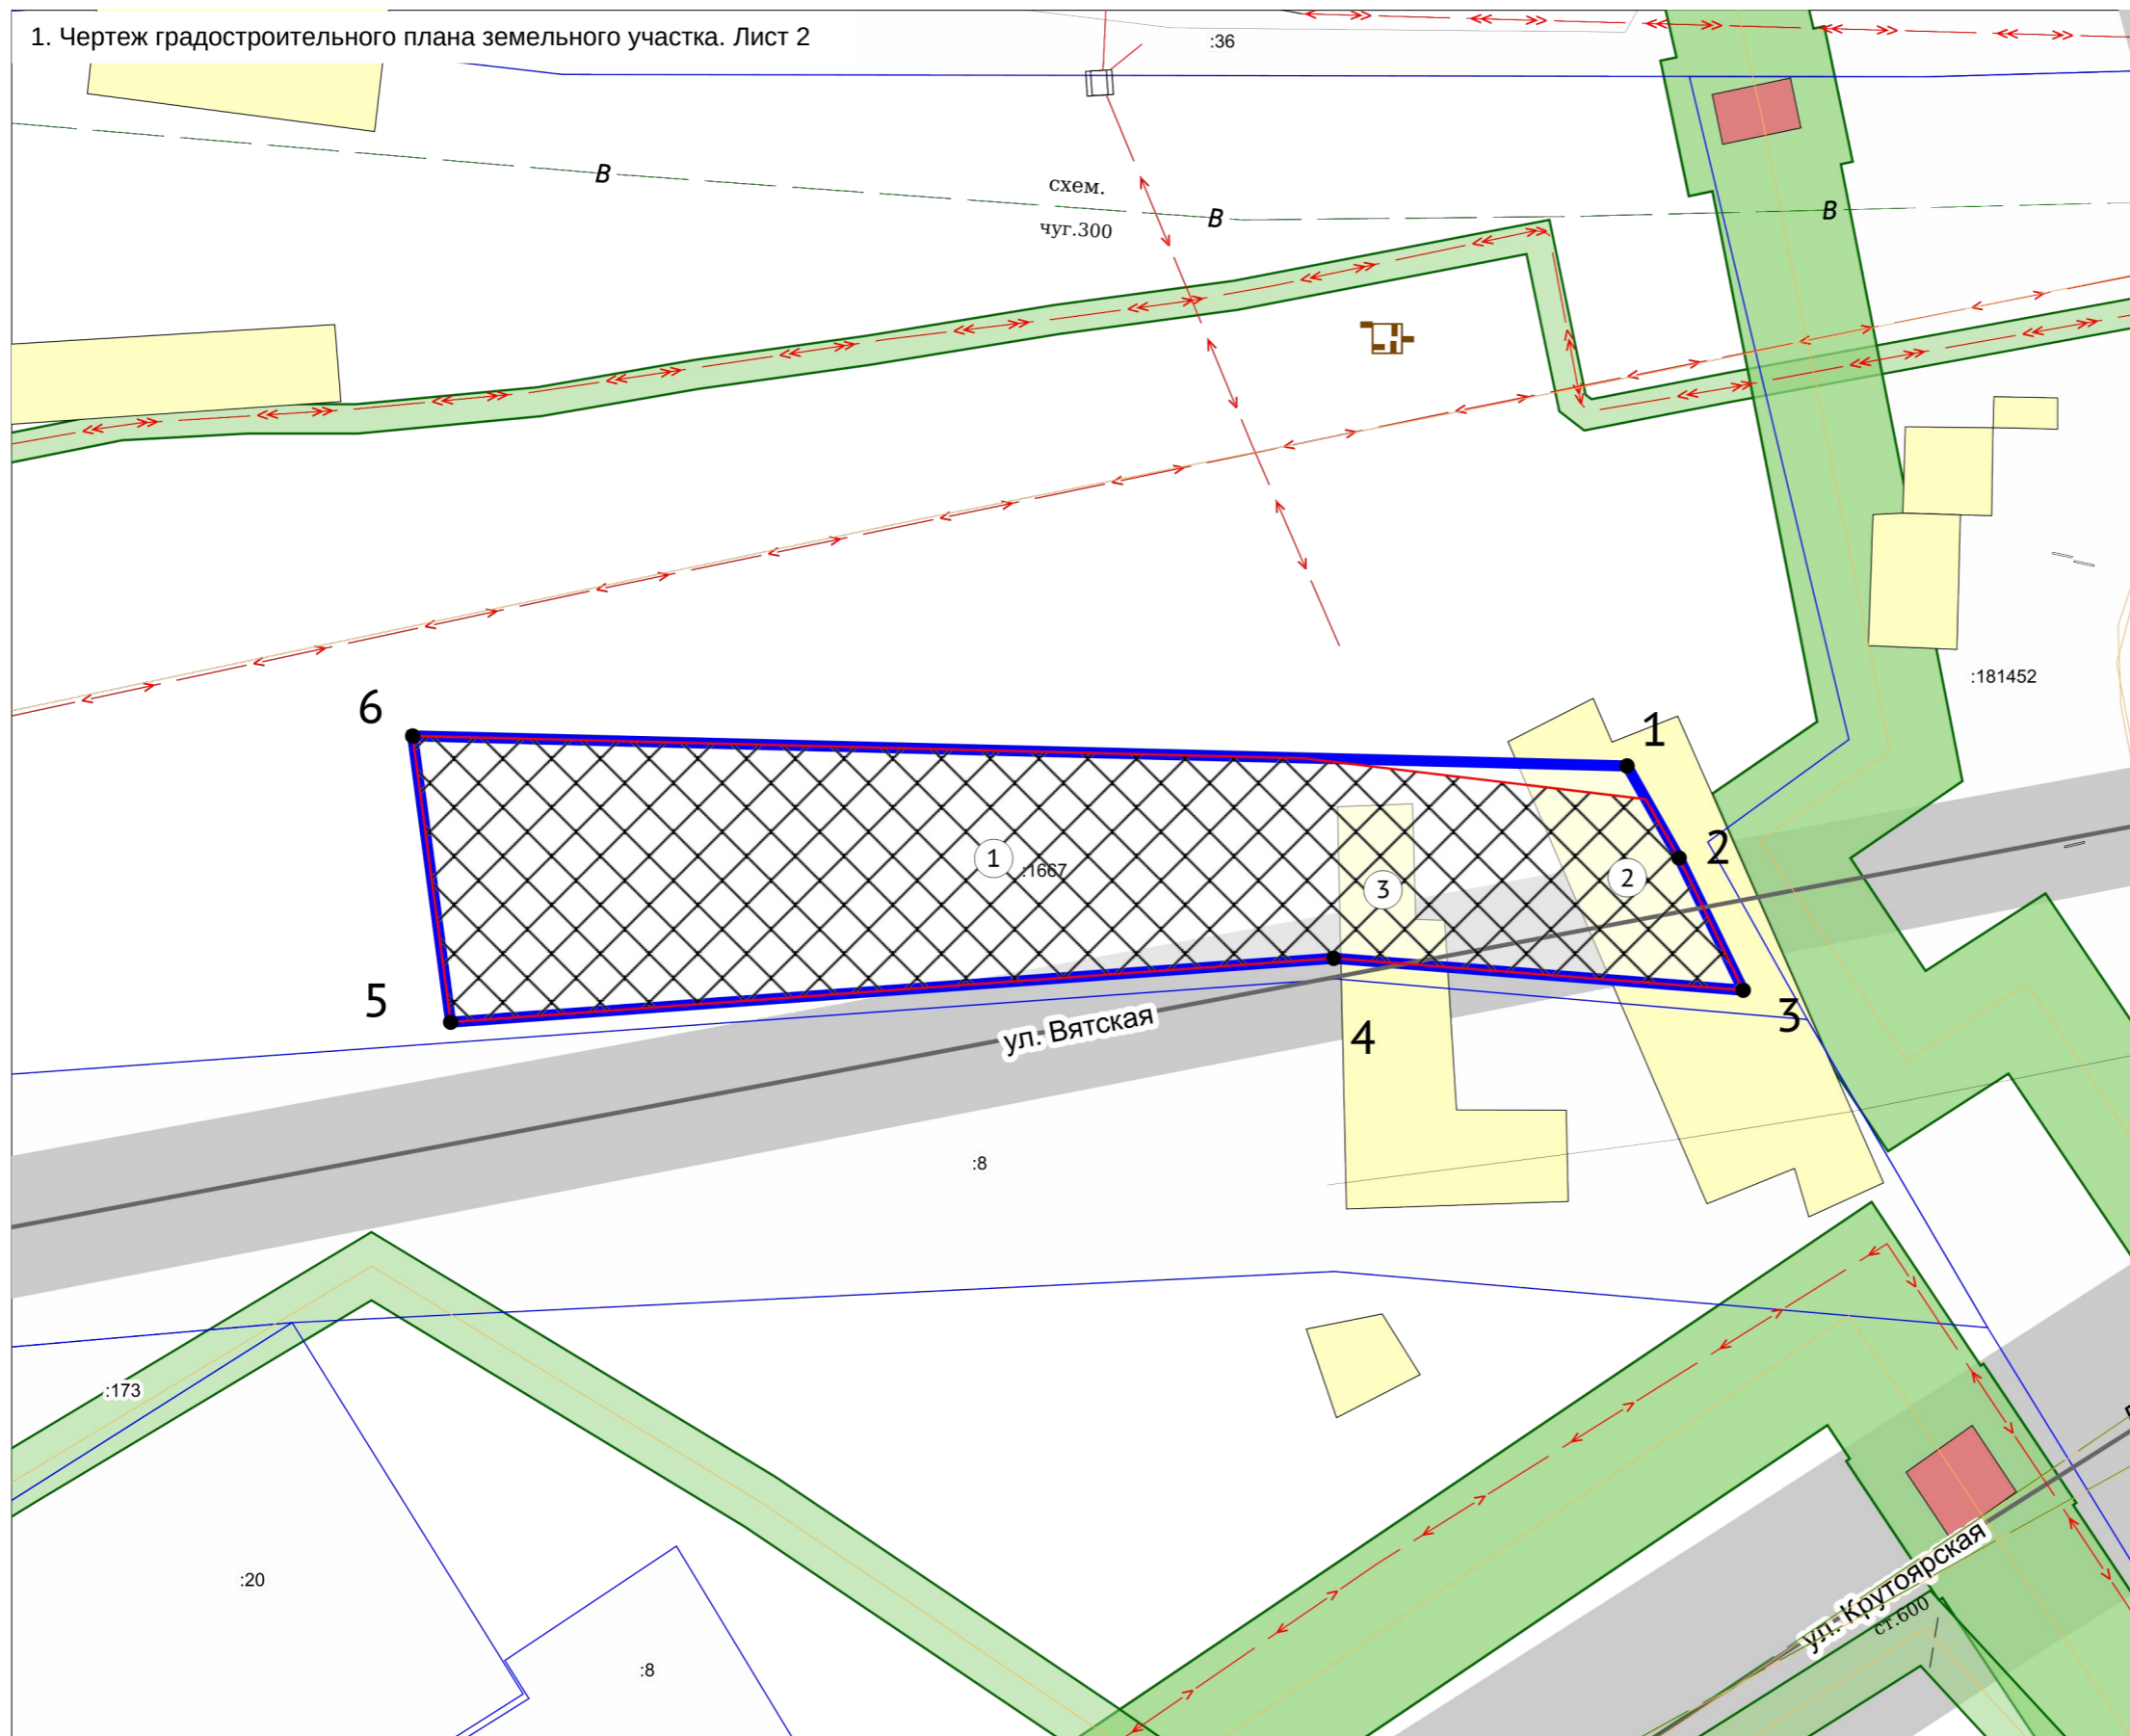 1. Чертеж градостроительного плана земельного участка. Лист 2
:36
В
схем.
В
В
чуг.300
:181452
6
1
2
1
:1667
3
2
5
3
ул. Вятская
4
:8
:173
:20
ул. Крутоярская
ст.600
:8